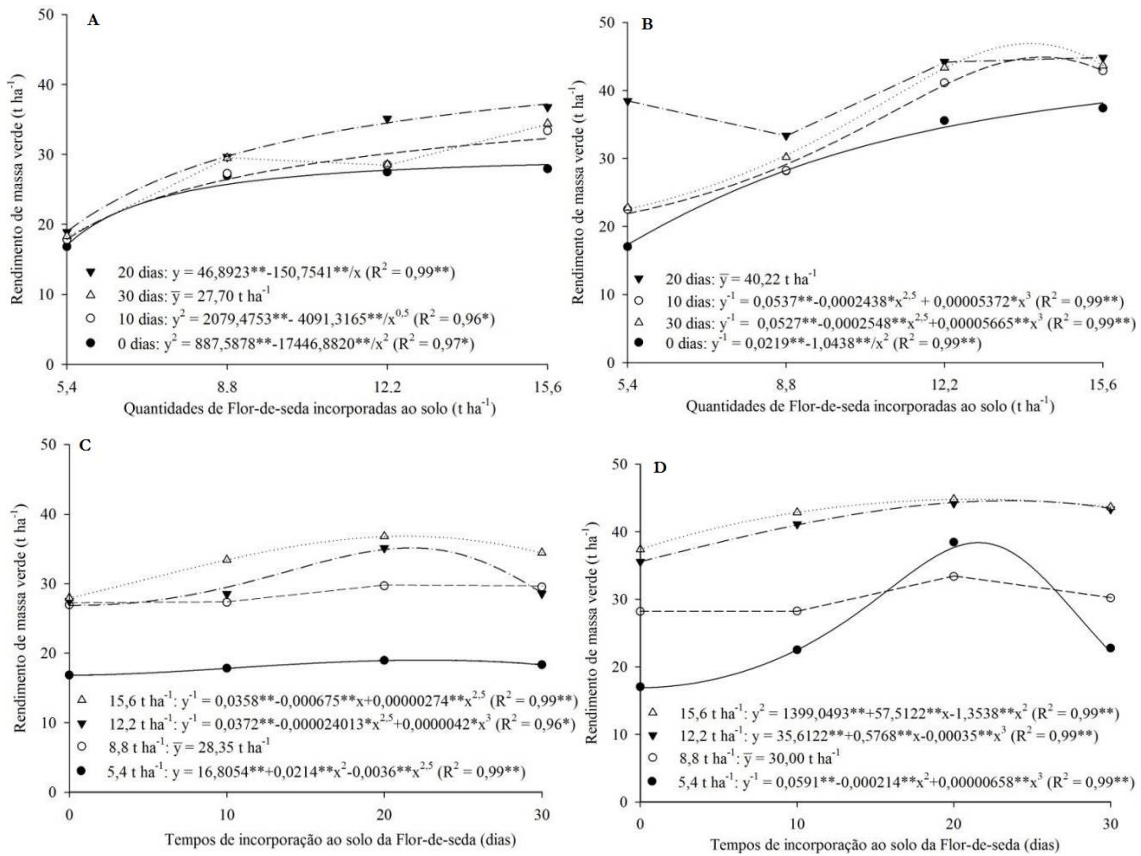 A
Rendimento de massa verde (t ha⁻¹)
50
40
30
20
10
0
20 dias: y = 46,8923**-150,7541**/x (R² = 0,99**)
30 dias: y̅ = 27,70 t ha⁻¹
10 dias: y² = 2079,4753**- 4091,3165**/x⁰,⁵ (R² = 0,96*)
0 dias: y² = 887,5878**-17446,8820**/x² (R² = 0,97*)
5,4 8,8 12,2 15,6
Quantidades de Flor-de-seda incorporadas ao solo (t ha⁻¹)
B
Rendimento de massa verde (t ha⁻¹)
50
40
30
20
10
0
20 dias: y̅ = 40,22 t ha⁻¹
10 dias: y⁻¹ = 0,0537**-0,0002438*x²,⁵ + 0,00005372*x³ (R² = 0,99**)
30 dias: y⁻¹ = 0,0527**-0,0002548**x²,⁵+0,00005665**x³ (R² = 0,99**)
0 dias: y⁻¹ = 0,0219**-1,0438**/x² (R² = 0,99**)
5,4 8,8 12,2 15,6
Quantidades de Flor-de-seda incorporadas ao solo (t ha⁻¹)
C
Rendimento de massa verde (t ha⁻¹)
50
40
30
20
10
0
15,6 t ha⁻¹: y⁻¹ = 0,0358**-0,000675**x+0,00000274**x²,⁵ (R² = 0,99**)
12,2 t ha⁻¹: y⁻¹ = 0,0372**-0,000024013*x²,⁵+0,0000042*x³ (R² = 0,96*)
8,8 t ha⁻¹: y̅ = 28,35 t ha⁻¹
5,4 t ha⁻¹: y = 16,8054**+0,0214**x²-0,0036**x²,⁵ (R² = 0,99**)
0 10 20 30
Tempos de incorporação ao solo da Flor-de-seda (dias)
D
Rendimento de massa verde (t ha⁻¹)
50
40
30
20
10
0
15,6 t ha⁻¹: y² = 1399,0493**+57,5122**x-1,3538**x² (R² = 0,99**)
12,2 t ha⁻¹: y = 35,6122**+0,5768**x-0,00035**x³ (R² = 0,99**)
8,8 t ha⁻¹: y̅ = 30,00 t ha⁻¹
5,4 t ha⁻¹: y⁻¹ = 0,0591**-0,000214**x²+0,00000658**x³ (R² = 0,99**)
0 10 20 30
Tempos de incorporação ao solo da Flor-de-seda (dias)